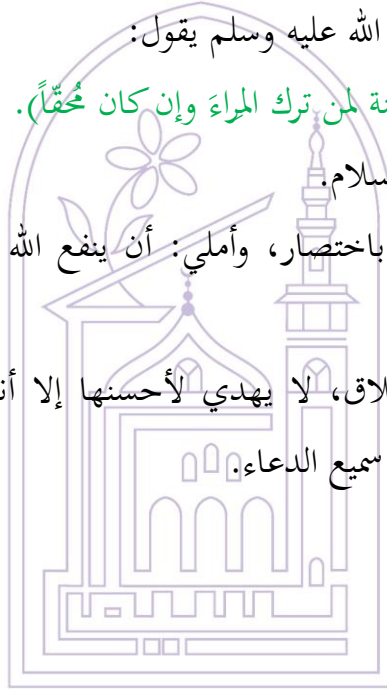 الله عليه وسلم يقول:
نة لمن ترك المِراءَ وإن كان مُحقّاً).
سلام.
باختصار، وأملي: أن ينفع الله
لاق، لا يهدي لأحسنها إلا أنـ
سميع الدعاء.